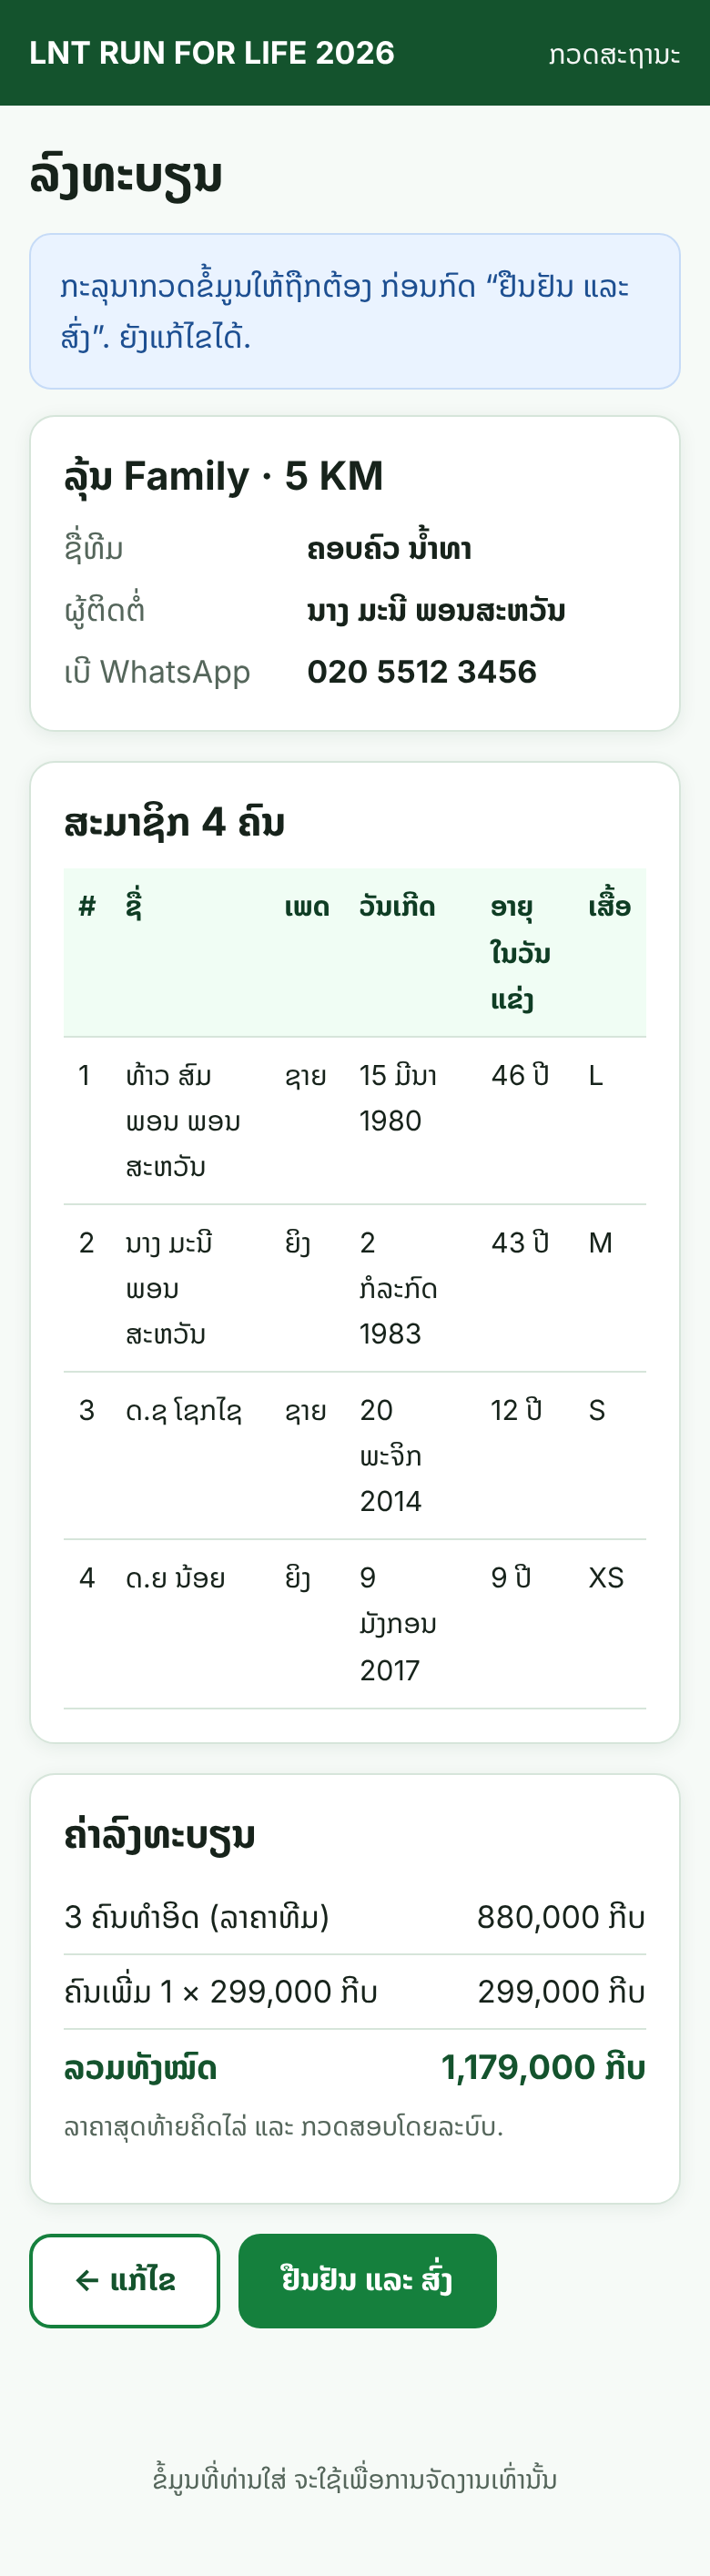 LNT RUN FOR LIFE 2026
ກວດສະຖານະ
ລົງທະບຽນ
ກະລຸນາກວດຂໍ້ມູນໃຫ້ຖືກຕ້ອງ ກ່ອນກົດ “ຢືນຢັນ ແລະ
ສົ່ງ”. ຍັງແກ້ໄຂໄດ້.
ລຸ້ນ Family · 5 KM
ຊື່ທີມ ຄອບຄົວ ນ້ຳທາ
ຜູ້ຕິດຕໍ່ ນາງ ມະນີ ພອນສະຫວັນ
ເບີ WhatsApp 020 5512 3456
ສະມາຊິກ 4 ຄົນ
# ຊື່ ເພດ ວັນເກີດ ອາຍຸ ເສື້ອ
ໃນວັນ
ແຂ່ງ
1 ທ້າວ ສົມ ຊາຍ 15 ມີນາ 46 ປີ L
ພອນ ພອນ 1980
ສະຫວັນ
2 ນາງ ມະນີ ຍິງ 2 43 ປີ M
ພອນ ກໍລະກົດ
ສະຫວັນ 1983
3 ດ.ຊ ໂຊກໄຊ ຊາຍ 20 12 ປີ S
ພະຈິກ
2014
4 ດ.ຍ ນ້ອຍ ຍິງ 9 9 ປີ XS
ມັງກອນ
2017
ຄ່າລົງທະບຽນ
3 ຄົນທຳອິດ (ລາຄາທີມ) 880,000 ກີບ
ຄົນເພີ່ມ 1 × 299,000 ກີບ 299,000 ກີບ
ລວມທັງໝົດ 1,179,000 ກີບ
ລາຄາສຸດທ້າຍຄິດໄລ່ ແລະ ກວດສອບໂດຍລະບົບ.
← ແກ້ໄຂ ຢືນຢັນ ແລະ ສົ່ງ
ຂໍ້ມູນທີ່ທ່ານໃສ່ ຈະໃຊ້ເພື່ອການຈັດງານເທົ່ານັ້ນ